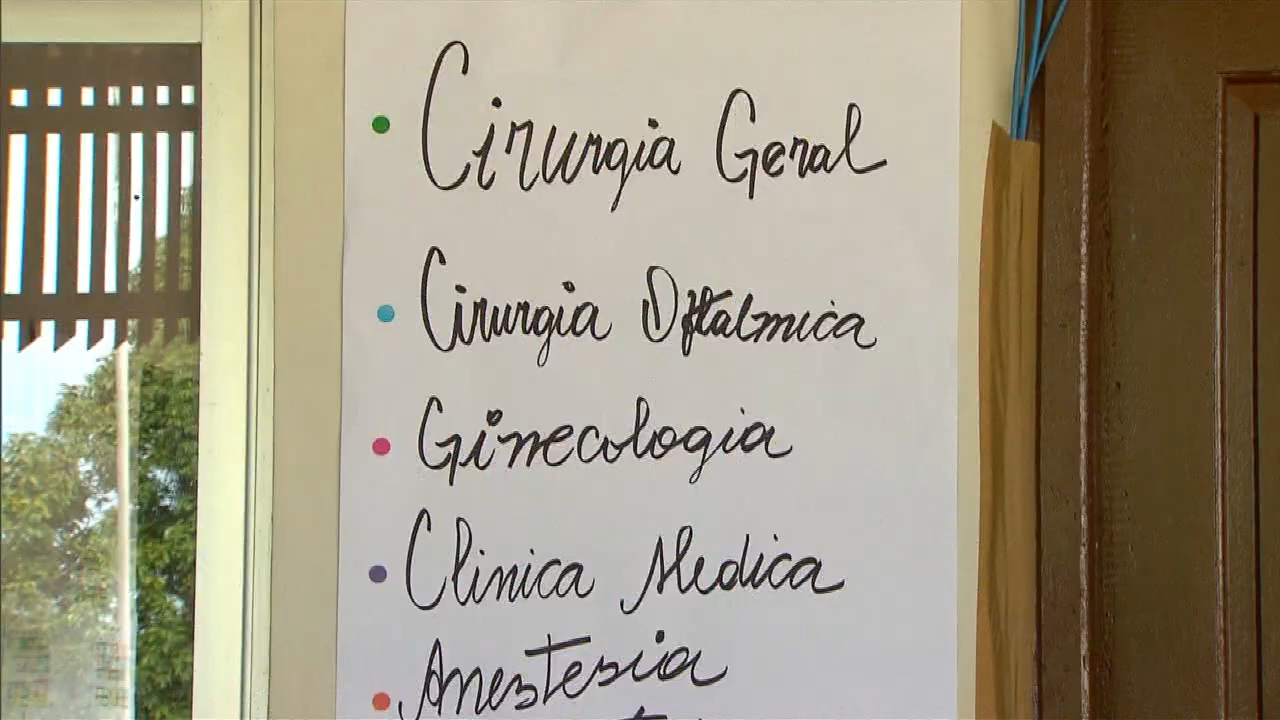 Cirurgia Geral
Cirurgia Oftalmica
Ginecologia
Clinica Medica
Anestesia